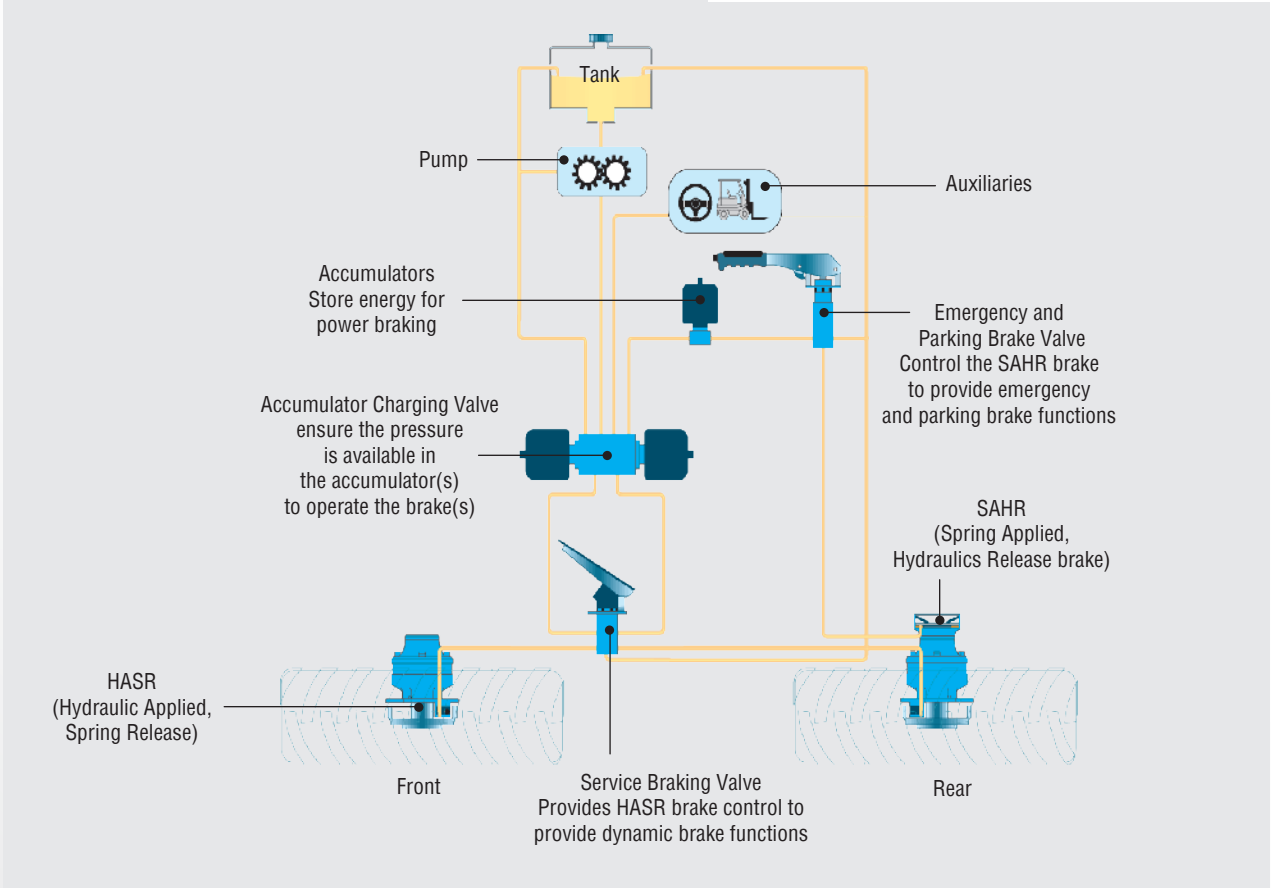 Tank
Pump
Auxiliaries
Accumulators
Store energy for
power braking
Emergency and
Parking Brake Valve
Control the SAHR brake
to provide emergency
and parking brake functions
Accumulator Charging Valve
ensure the pressure
is available in
the accumulator(s)
to operate the brake(s)
SAHR
(Spring Applied,
Hydraulics Release brake)
HASR
(Hydraulic Applied,
Spring Release)
Front
Service Braking Valve
Provides HASR brake control to
provide dynamic brake functions
Rear